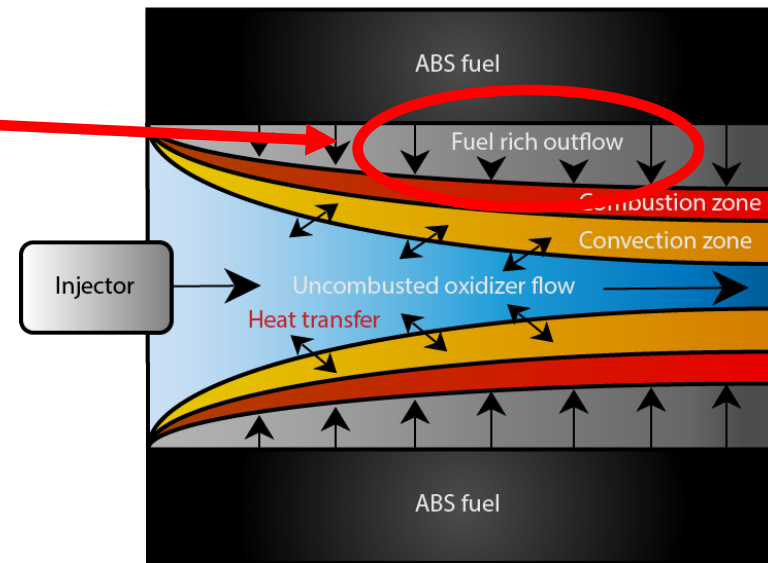 ABS fuel
Fuel rich outflow
Combustion zone
Convection zone
Injector
Uncombusted oxidizer flow
Heat transfer
ABS fuel